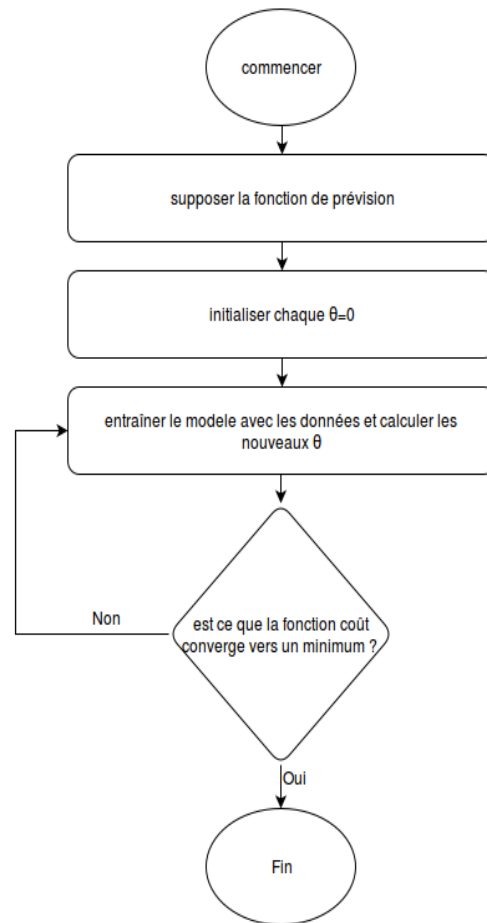 commencer
supposer la fonction de prévision
initialiser chaque θ=0
entraîner le modele avec les données et calculer les
nouveaux θ
Non
est ce que la fonction coût
converge vers un minimum ?
Oui
Fin